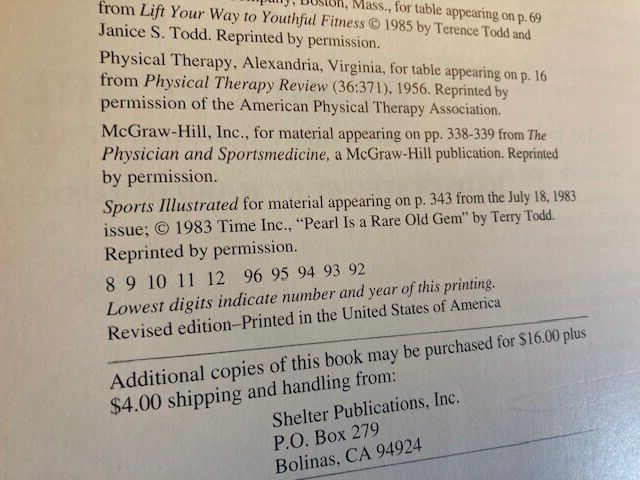 Boston, Mass., for table appearing on p. 69
from Lift Your Way to Youthful Fitness © 1985 by Terence Todd and
Janice S. Todd. Reprinted by permission.
Physical Therapy, Alexandria, Virginia, for table appearing on p. 16
from Physical Therapy Review (36:371), 1956. Reprinted by
permission of the American Physical Therapy Association.
McGraw-Hill, Inc., for material appearing on pp. 338-339 from The
Physician and Sportsmedicine, a McGraw-Hill publication. Reprinted
by permission.
Sports Illustrated for material appearing on p. 343 from the July 18, 1983
issue; © 1983 Time Inc., “Pearl Is a Rare Old Gem” by Terry Todd.
Reprinted by permission.
8 9 10 11 12 96 95 94 93 92
Lowest digits indicate number and year of this printing.
Revised edition–Printed in the United States of America
Additional copies of this book may be purchased for $16.00 plus
$4.00 shipping and handling from:
Shelter Publications, Inc.
P.O. Box 279
Bolinas, CA 94924